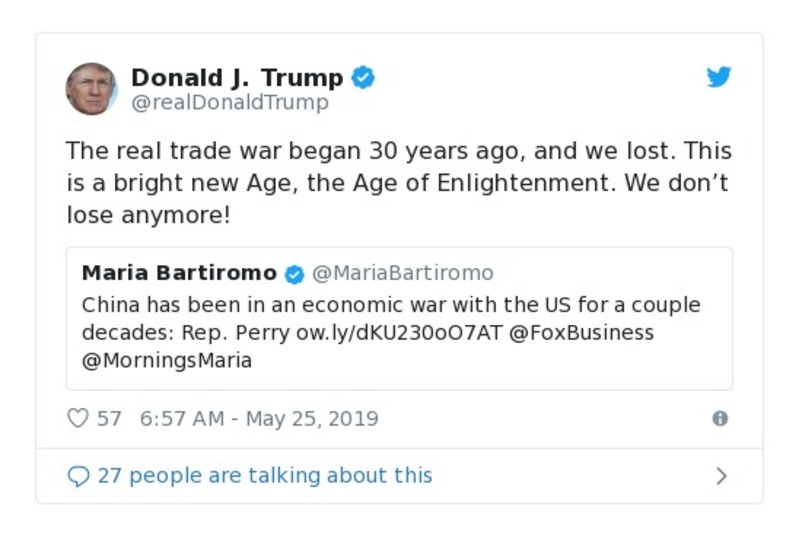 Donald J. Trump
@realDonaldTrump
The real trade war began 30 years ago, and we lost. This
is a bright new Age, the Age of Enlightenment. We don’t
lose anymore!
Maria Bartiromo @MariaBartiromo
China has been in an economic war with the US for a couple
decades: Rep. Perry ow.ly/dKU230oO7AT @FoxBusiness
@MorningsMaria
57 6:57 AM - May 25, 2019
27 people are talking about this